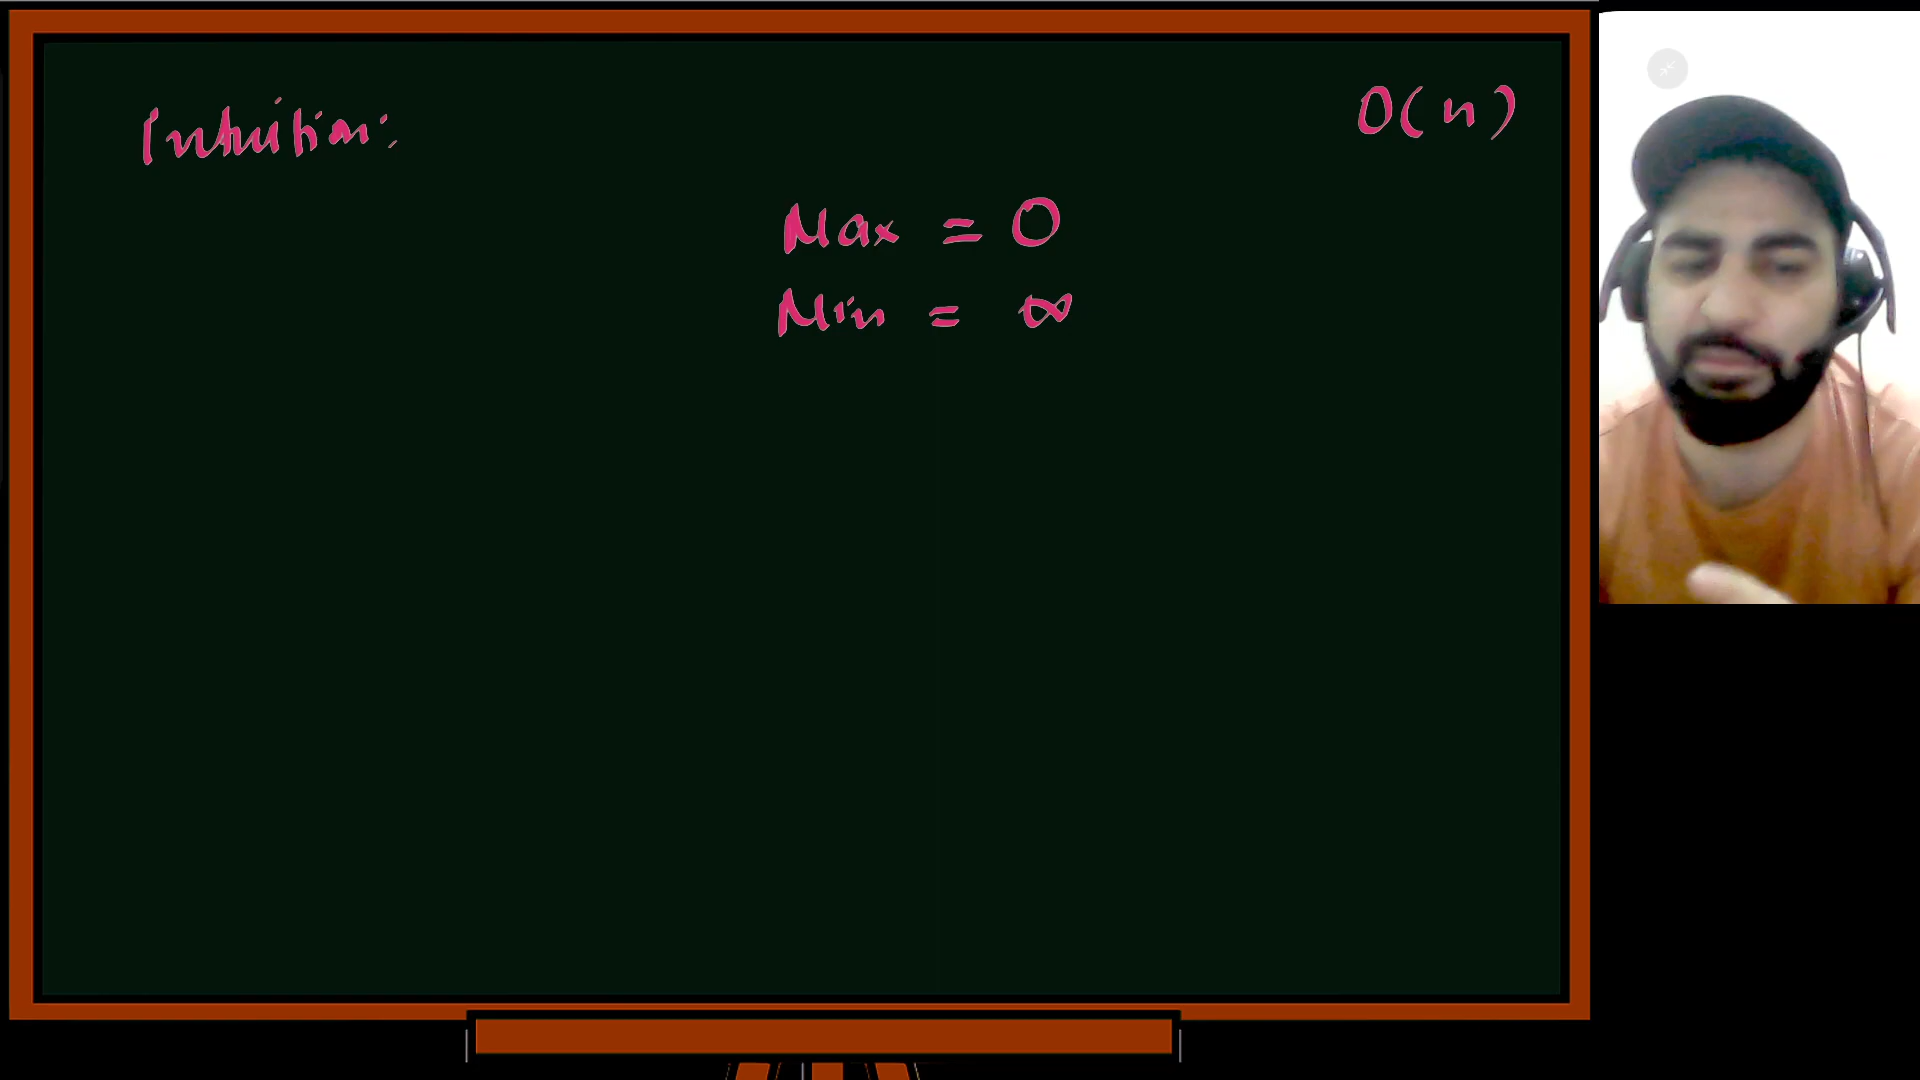 Intuition:
O(n)
Max = 0
Min = ∞